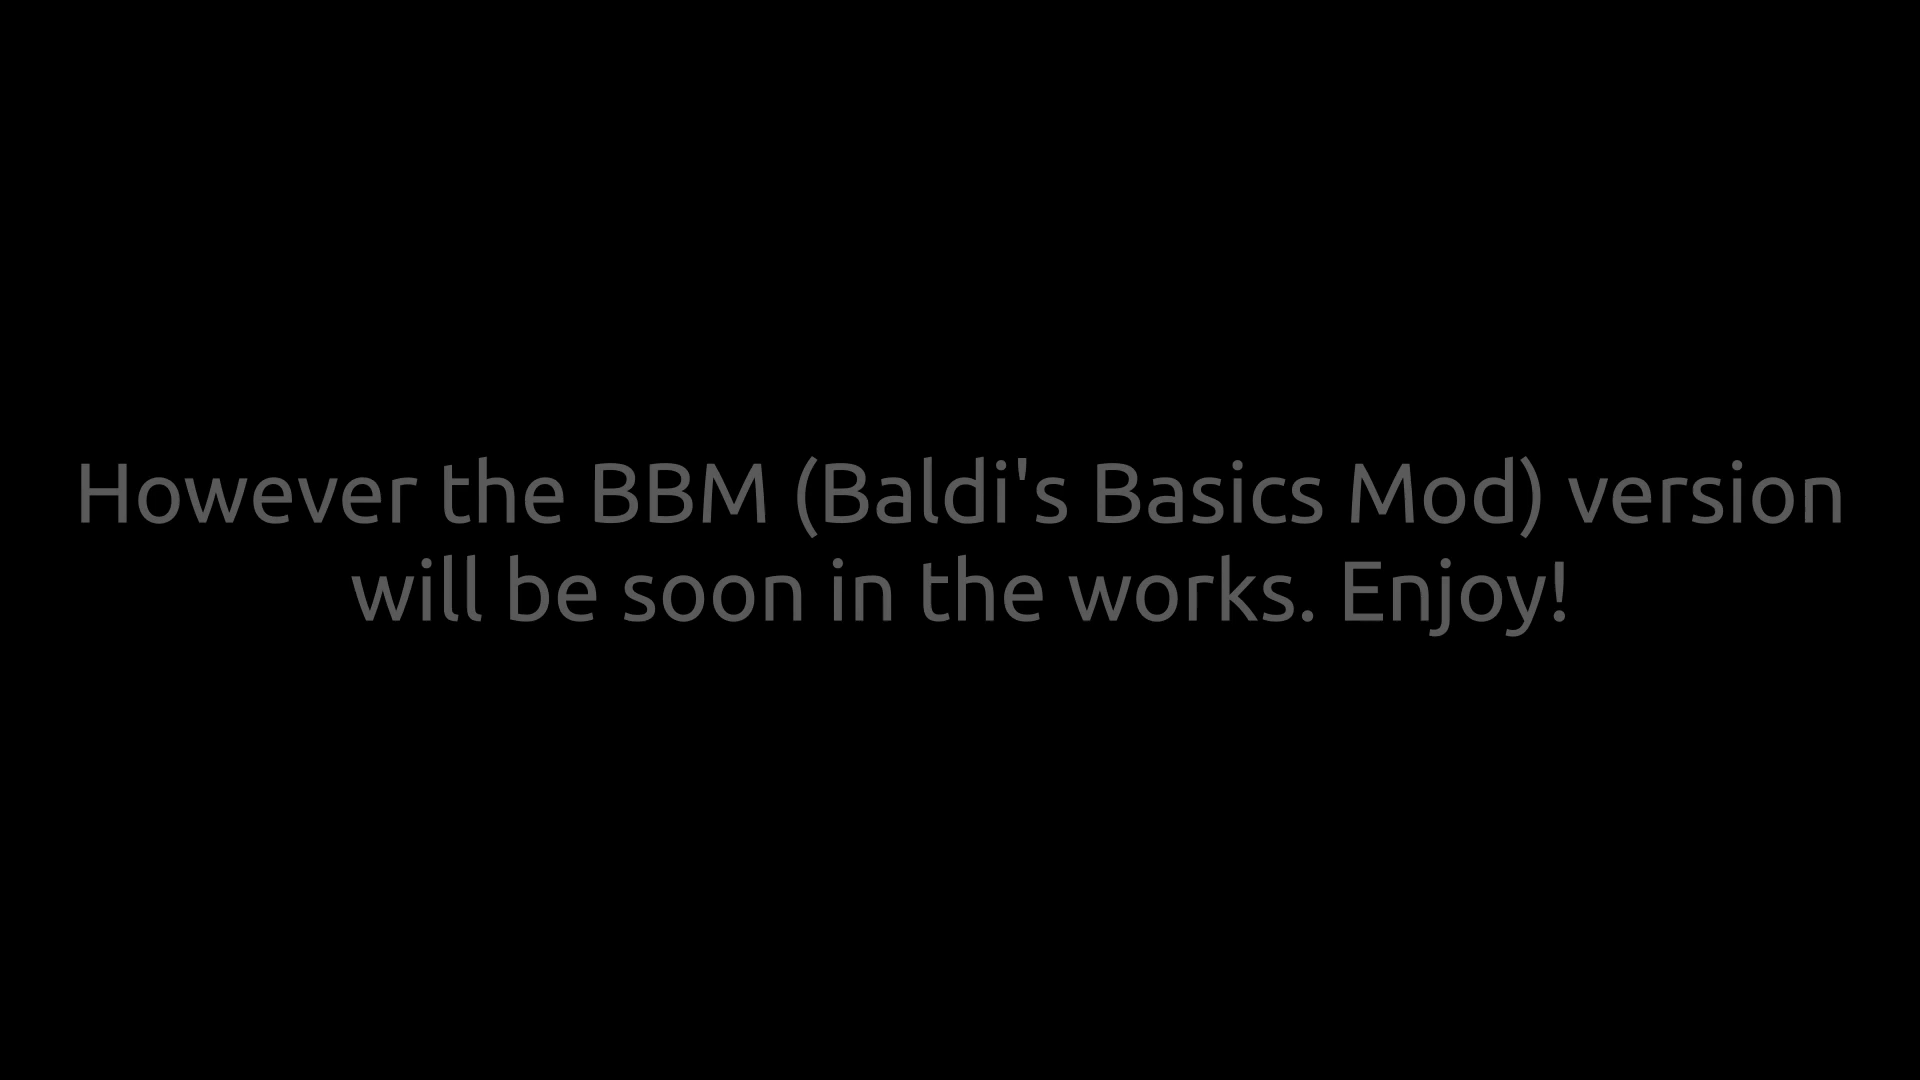 However the BBM (Baldi's Basics Mod) version
will be soon in the works. Enjoy!